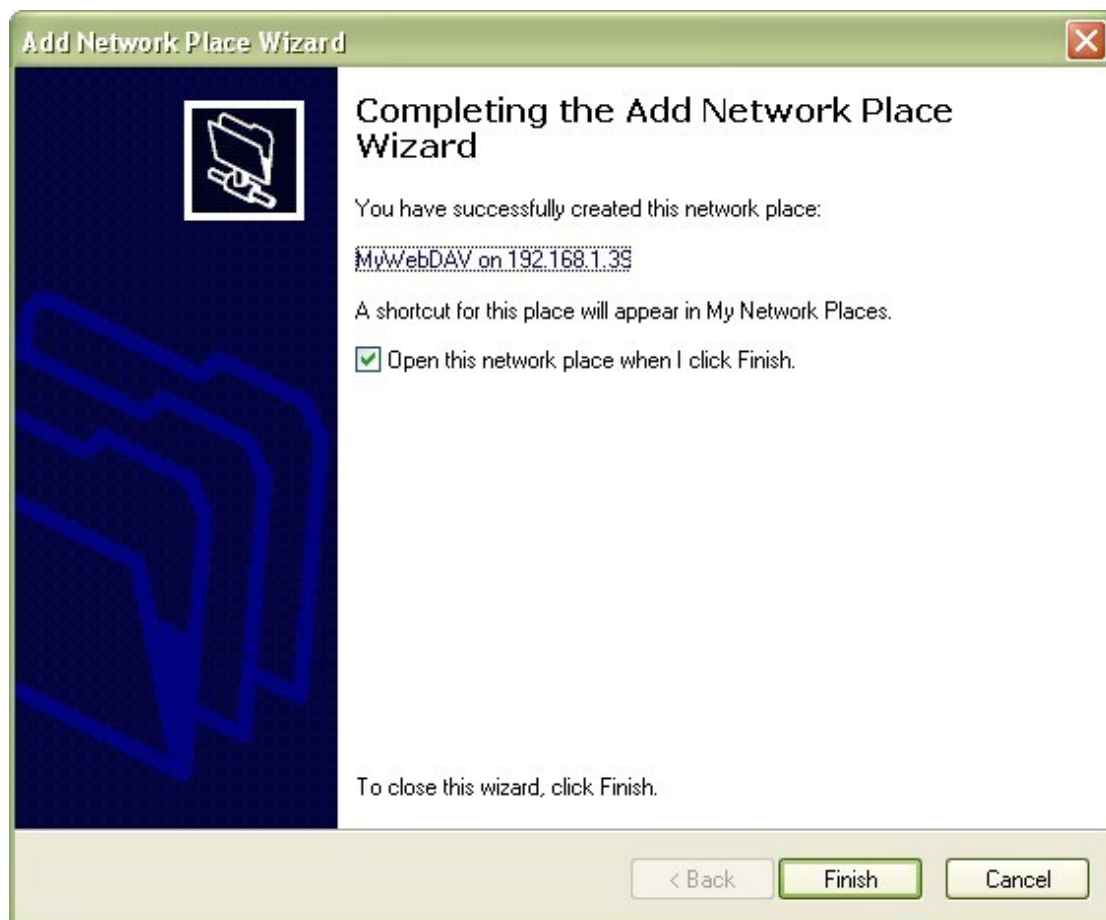 Add Network Place Wizard
Completing the Add Network Place
Wizard
You have successfully created this network place:
MyWebDAV on 192.168.1.39
A shortcut for this place will appear in My Network Places.
Open this network place when I click Finish.
To close this wizard, click Finish.
< Back Finish Cancel